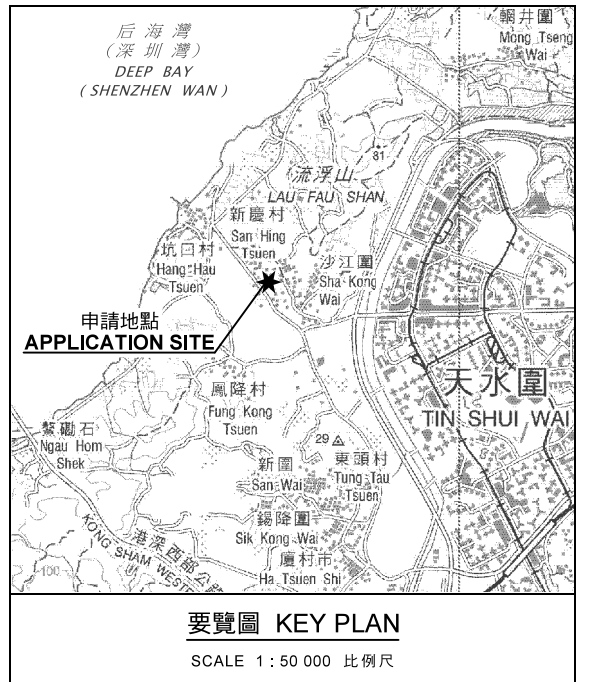 后海灣
（深圳灣）
DEEP BAY
( SHENZHEN WAN )
輞井圍
Mong Tseng
Wai
81
流浮山
LAU FAU SHAN
新慶村
San Hing
Tsuen
坑口村
Hang Hau
Tsuen
沙江圍
Sha Kong
Wai
申請地點
APPLICATION SITE
天水圍
TIN SHUI WAI
鳳降村
Fung Kong
Tsuen
鰲磡石
Ngau Hom
Shek
29
新圍
San Wai
東頭村
Tung Tau
Tsuen
錫降圍
Sik Kong Wai
廈村市
Ha Tsuen Shi
港深西部公路
KONG SHAM WESTE
100
要覽圖 KEY PLAN
SCALE 1 : 50 000 比例尺